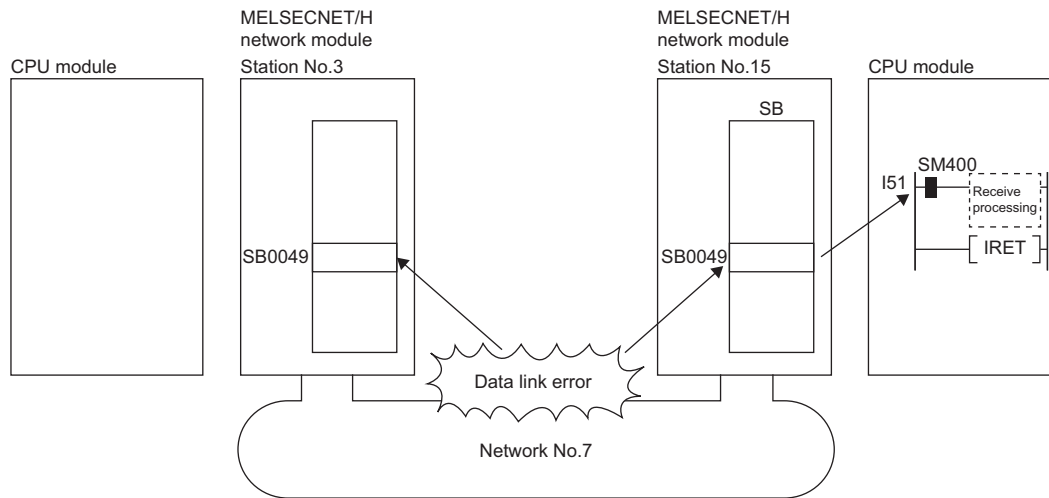 MELSECNET/H
network module
MELSECNET/H
network module
CPU module
Station No.3
Station No.15
CPU module
SB
SM400
I51
Receive
processing
SB0049
SB0049
IRET
Data link error
Network No.7